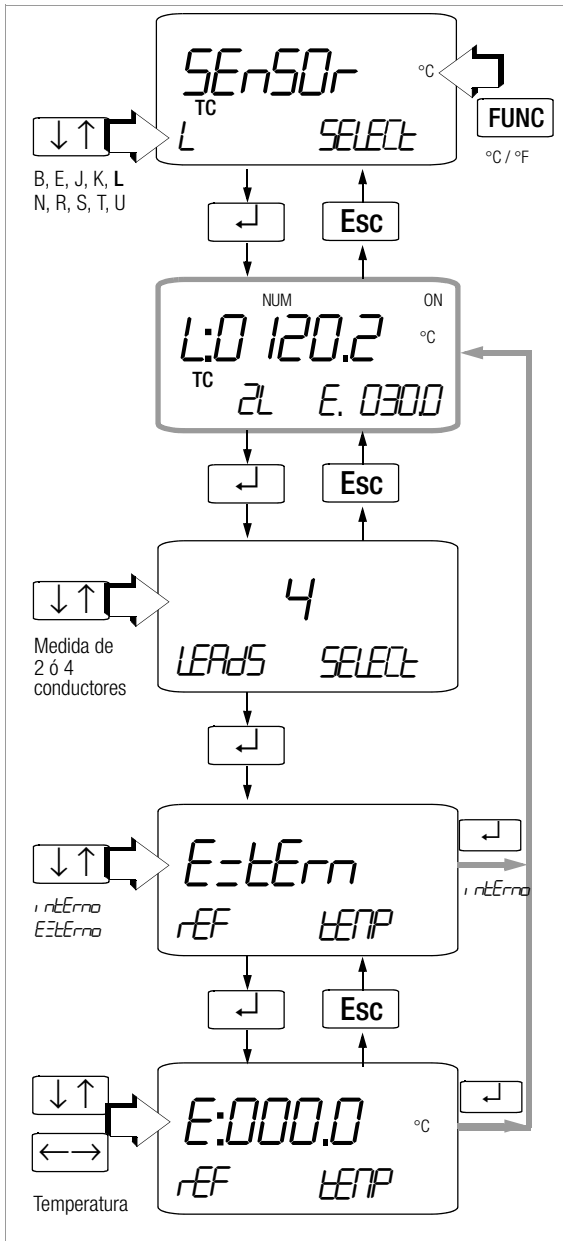 SEnSOr °C
TC
L SELECt
↓ ↑
FUNC
°C / °F
B, E, J, K, L
N, R, S, T, U
↵ Esc
NUM ON
L:0 120.2 °C
TC
2L E. 030.0
↵ Esc
↓ ↑
4
LEAdS SELECt
Medida de
2 ó 4
conductores
↵
↓ ↑
E=tErn
rEF tEMP
↵
intErno
intErno
EΞtErno
↵ Esc
↓ ↑
←→
E:000.0 °C
rEF tEMP
↵
Temperatura